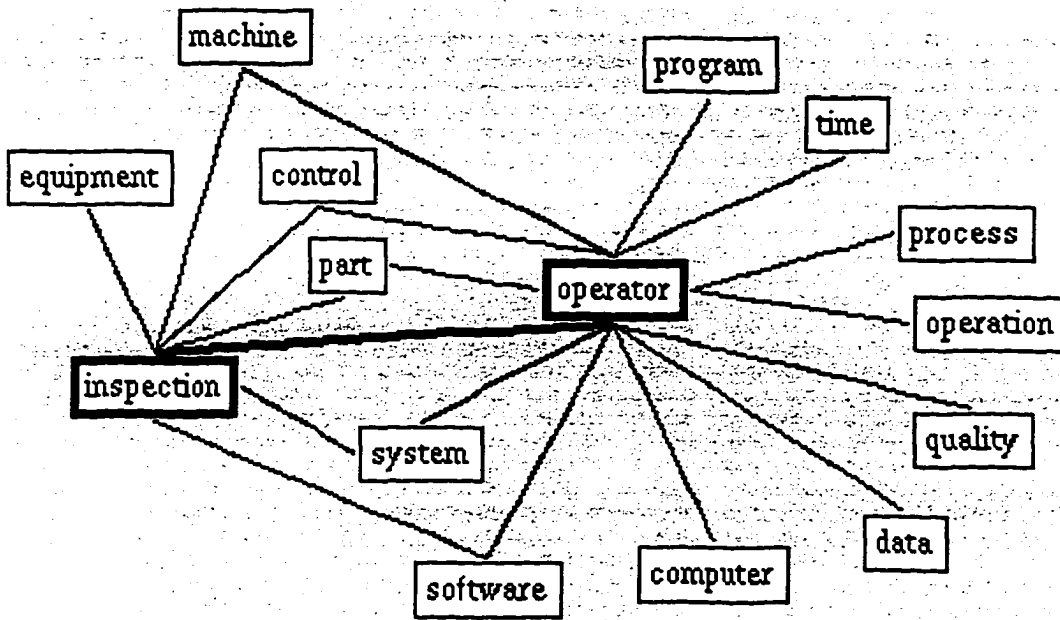 machine
program
time
equipment
control
process
part
operator
operation
inspection
quality
system
data
computer
software